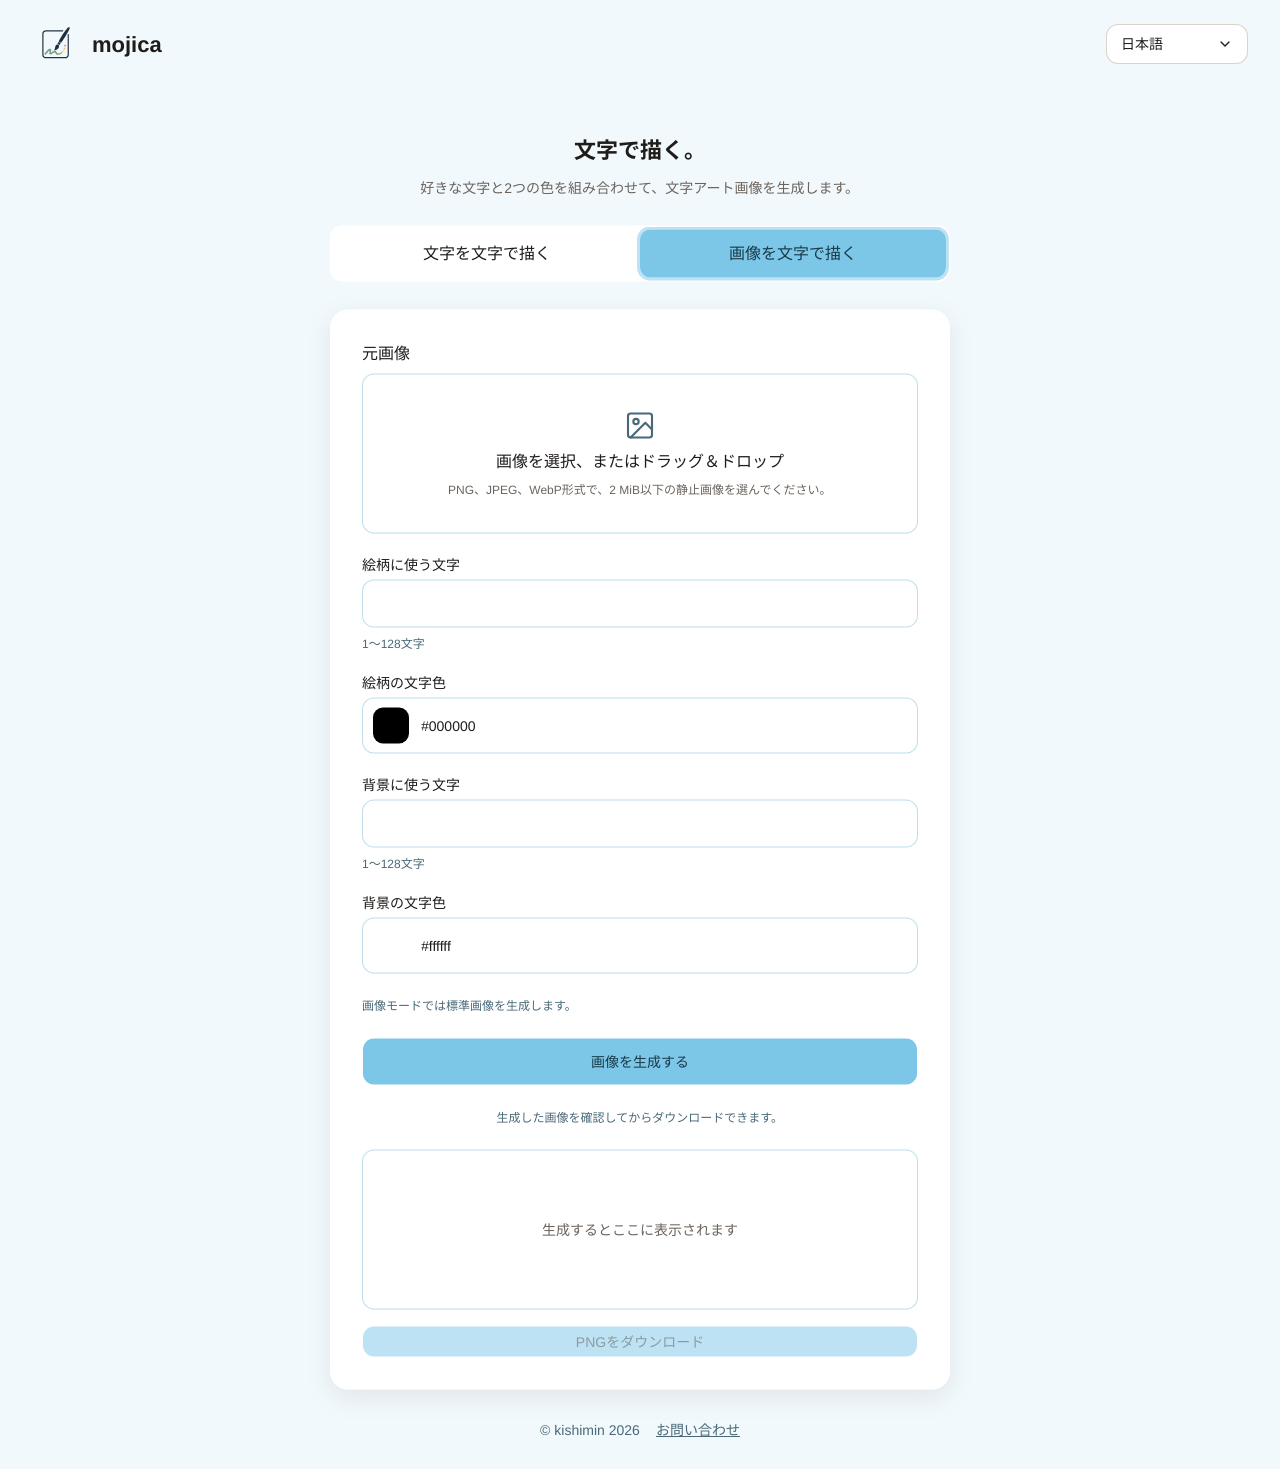 mojica
日本語
文字で描く。
好きな文字と2つの色を組み合わせて、文字アート画像を生成します。
文字を文字で描く
画像を文字で描く
元画像
画像を選択、またはドラッグ＆ドロップ
PNG、JPEG、WebP形式で、2 MiB以下の静止画像を選んでください。
絵柄に使う文字
1〜128文字
絵柄の文字色
#000000
背景に使う文字
1〜128文字
背景の文字色
#ffffff
画像モードでは標準画像を生成します。
画像を生成する
生成した画像を確認してからダウンロードできます。
生成するとここに表示されます
PNGをダウンロード
© kishimin 2026 お問い合わせ